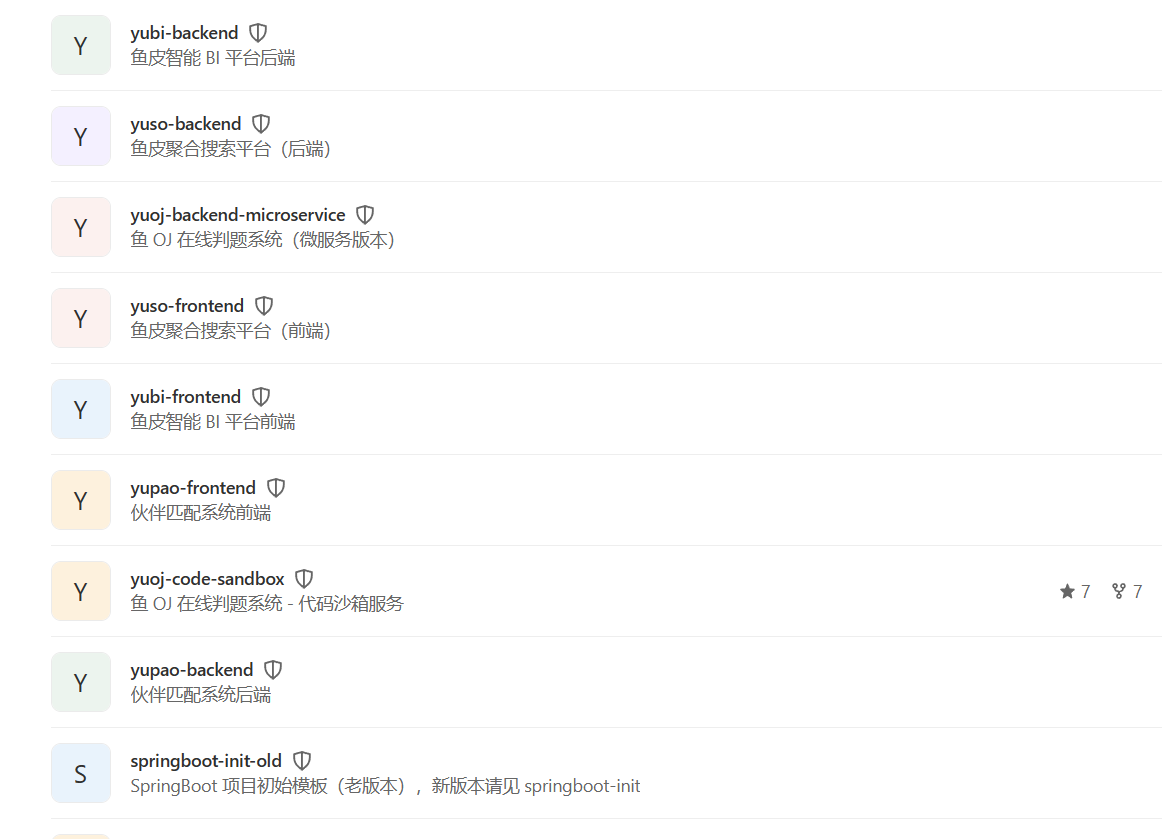 Y
yubi-backend
鱼皮智能 BI 平台后端
Y
yuso-backend
鱼皮聚合搜索平台（后端）
Y
yuoj-backend-microservice
鱼 OJ 在线判题系统（微服务版本）
Y
yuso-frontend
鱼皮聚合搜索平台（前端）
Y
yubi-frontend
鱼皮智能 BI 平台前端
Y
yupao-frontend
伙伴匹配系统前端
Y
yuoj-code-sandbox
鱼 OJ 在线判题系统 - 代码沙箱服务
7 7
Y
yupao-backend
伙伴匹配系统后端
S
springboot-init-old
SpringBoot 项目初始模板（老版本），新版本请见 springboot-init